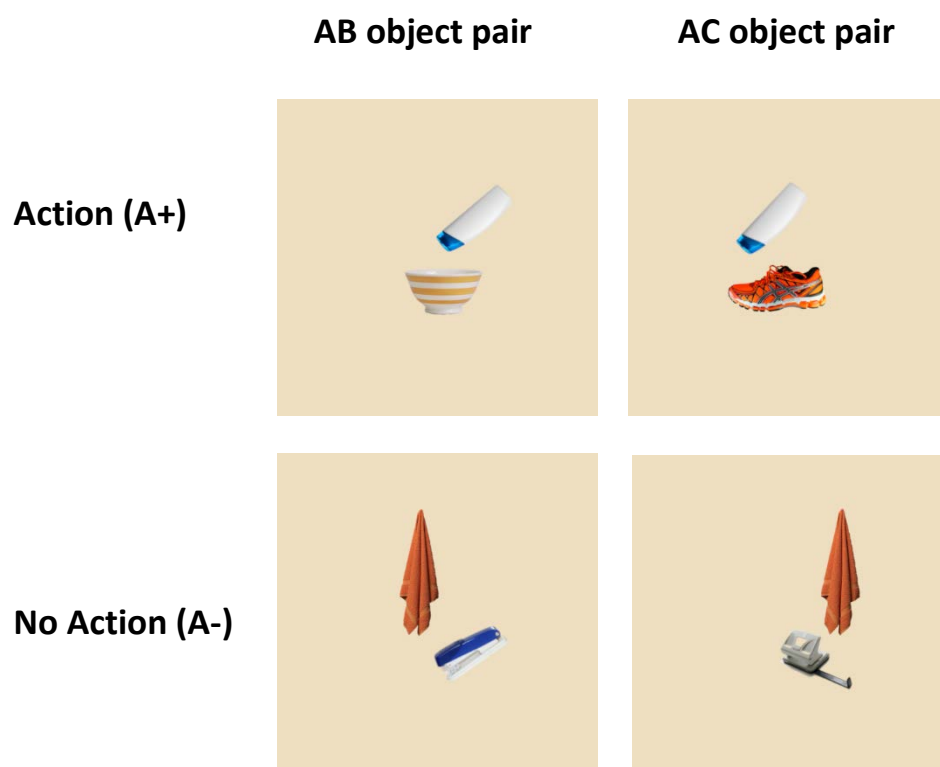 AB object pair
AC object pair
Action (A+)
No Action (A-)